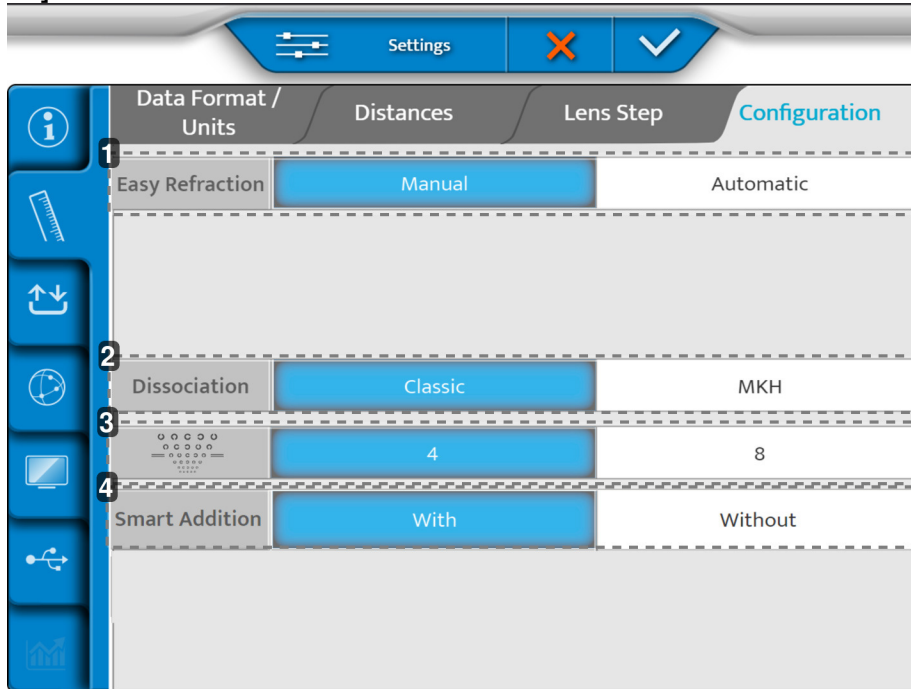 Settings
Data Format /
Units
Distances
Lens Step
Configuration
1
Easy Refraction
Manual
Automatic
2
Dissociation
Classic
MKH
3
4
8
4
Smart Addition
With
Without